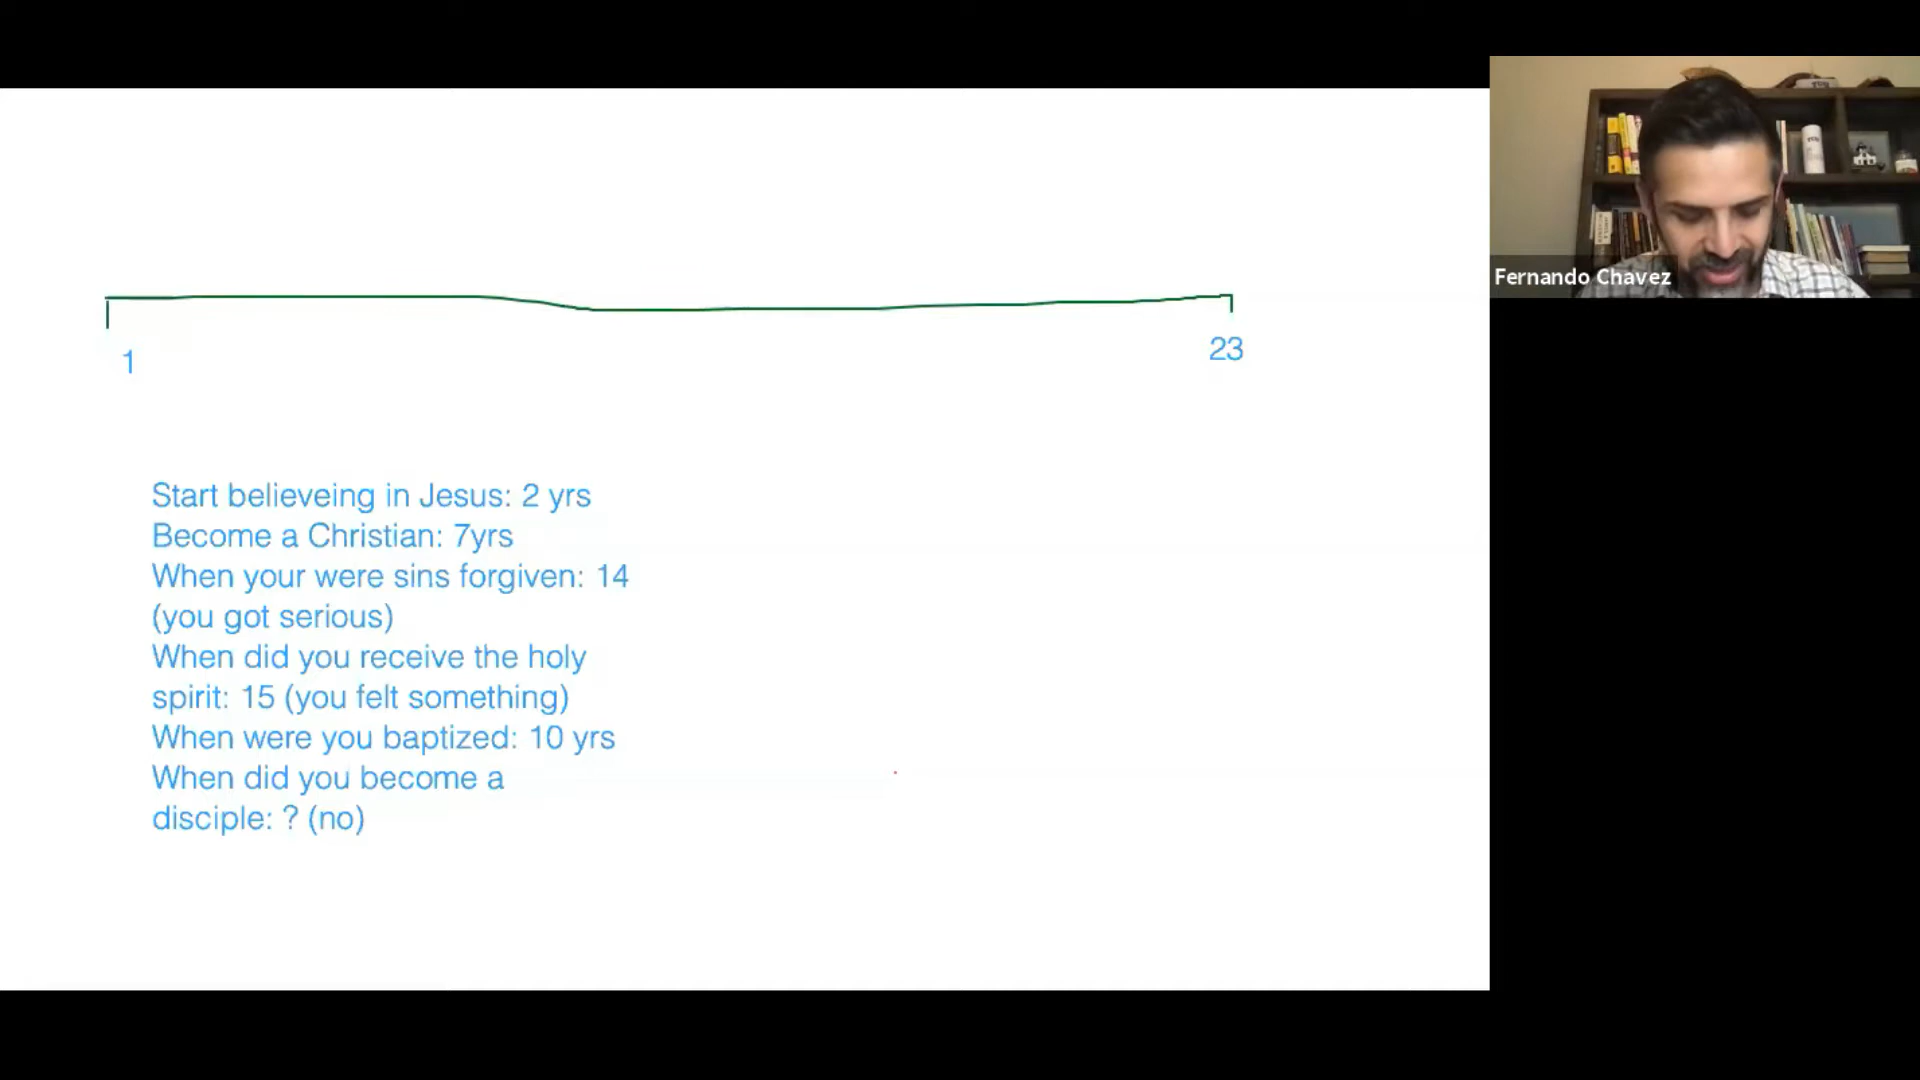 Fernando Chavez
1
23
Start believeing in Jesus: 2 yrs
Become a Christian: 7yrs
When your were sins forgiven: 14
(you got serious)
When did you receive the holy
spirit: 15 (you felt something)
When were you baptized: 10 yrs
When did you become a
disciple: ? (no)